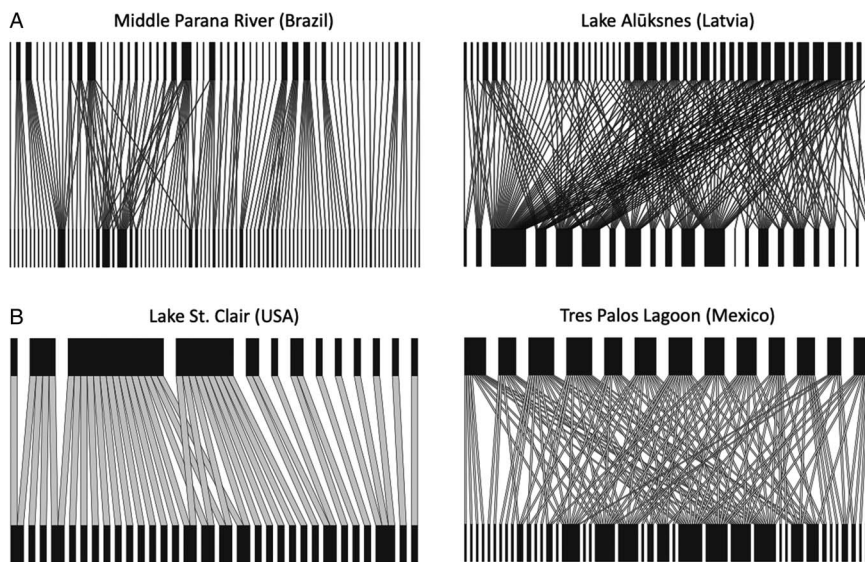 A
Middle Parana River (Brazil)
Lake Alūksnes (Latvia)
B
Lake St. Clair (USA)
Tres Palos Lagoon (Mexico)